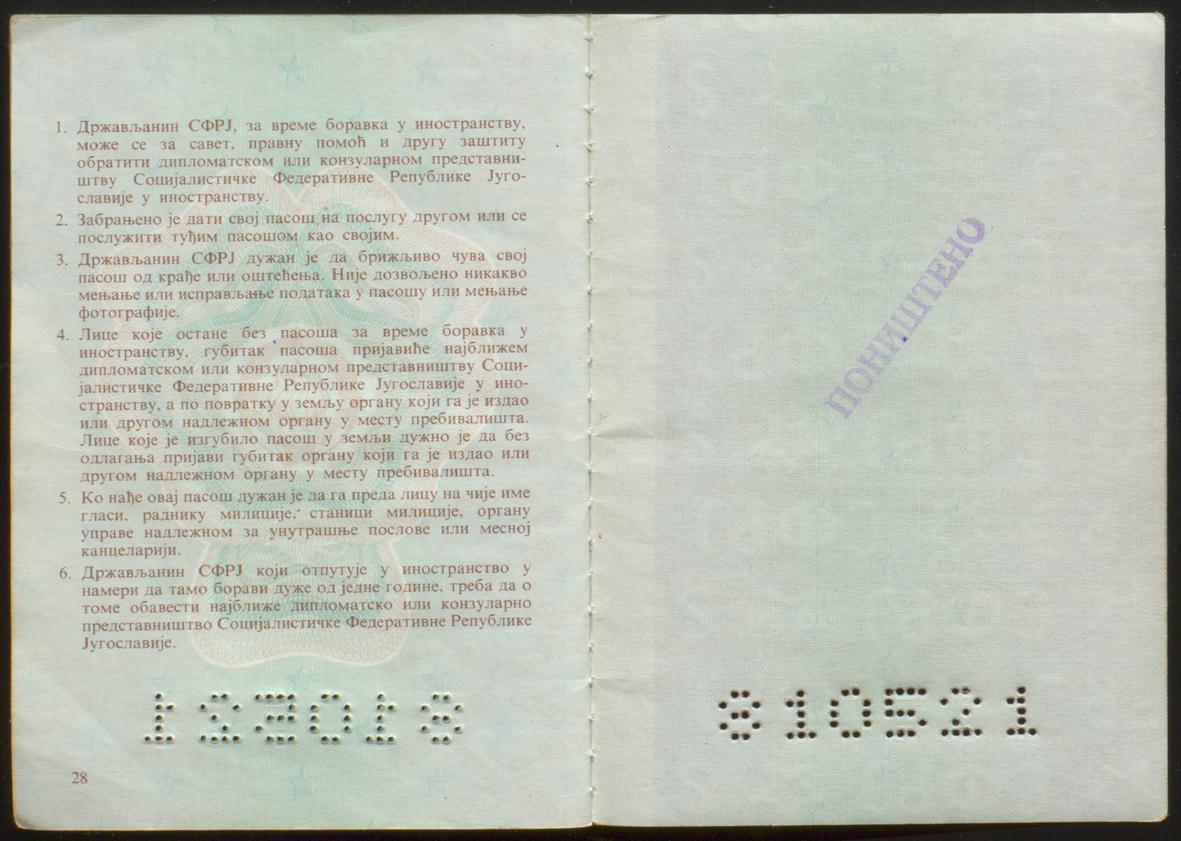 1. Држављанин СФРЈ, за време боравка у иностранству,
може се за савет, правну помоћ и другу заштиту
обратити дипломатском или конзуларном представни-
штву Социјалистичке Федеративне Републике Југо-
славије у иностранству.
2. Забрањено је дати свој пасош на послугу другом или се
послужити туђим пасошом као својим.
3. Држављанин СФРЈ дужан је да брижљиво чува свој
пасош од крађе или оштећења. Није дозвољено никакво
мењање или исправљање података у пасошу или мењање
фотографије.
4. Лице које остане без пасоша за време боравка у
иностранству, губитак пасоша пријавиће најближем
дипломатском или конзуларном представништву Соци-
јалистичке Федеративне Републике Југославије у ино-
странству, а по повратку у земљу органу који га је издао
или другом надлежном органу у месту пребивалишта.
Лице које је изгубило пасош у земљи дужно је да без
одлагања пријави губитак органу који га је издао или
другом надлежном органу у месту пребивалишта.
5. Ко нађе овај пасош дужан је да га преда лицу на чије име
гласи, раднику милиције, станици милиције, органу
управе надлежном за унутрашње послове или месној
канцеларији.
6. Држављанин СФРЈ који отпутује у иностранство у
намери да тамо борави дуже од једне године, треба да о
томе обавести најближе дипломатско или конзуларно
представништво Социјалистичке Федеративне Републике
Југославије.
28
ПОНИШТЕНО
810521